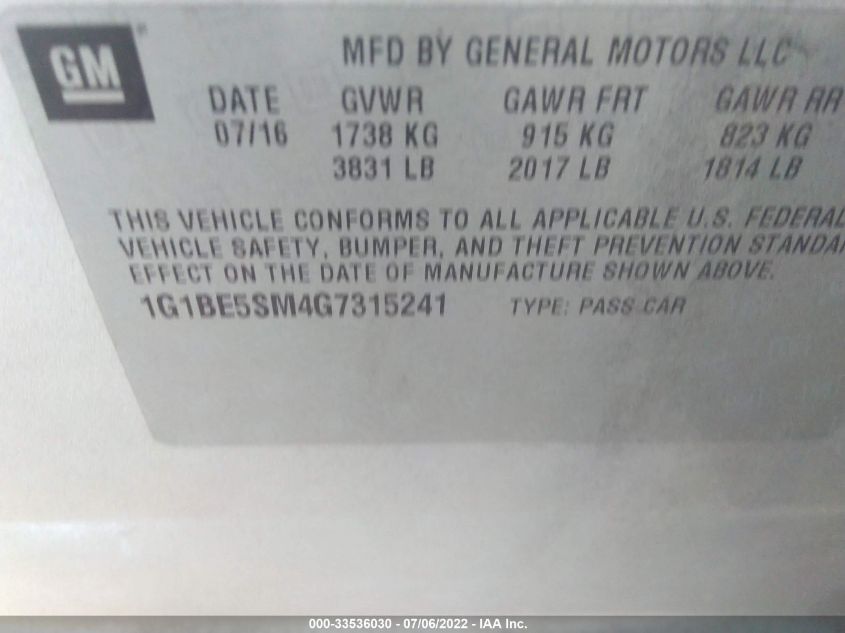 GM®
MFD BY GENERAL MOTORS LLC
DATE GVWR GAWR FRT GAWR RR
07/16 1738 KG 915 KG 823 KG
3831 LB 2017 LB 1814 LB
THIS VEHICLE CONFORMS TO ALL APPLICABLE U.S. FEDERAL
VEHICLE SAFETY, BUMPER, AND THEFT PREVENTION STANDA
EFFECT ON THE DATE OF MANUFACTURE SHOWN ABOVE.
1G1BE5SM4G7315241 TYPE: PASS CAR
000-33536030 - 07/06/2022 - IAA Inc.